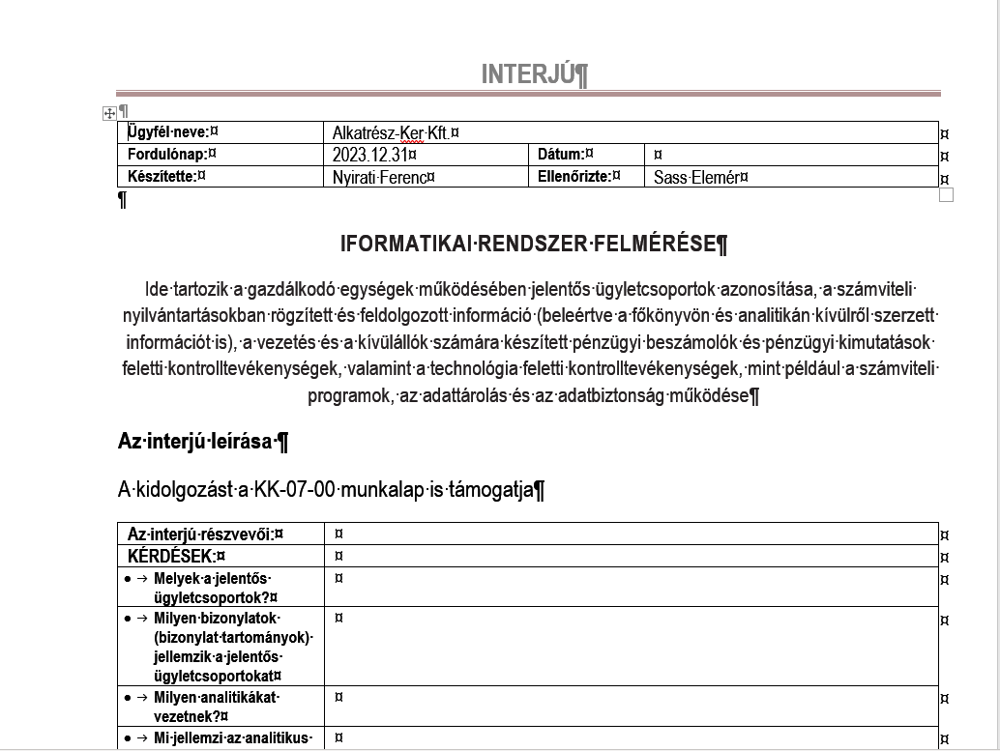 INTERJÚ¶
¶
Ügyfél·neve:¤ Alkatrész-Ker·Kft.¤ ¤
Fordulónap:¤ 2023.12.31¤ Dátum:¤ ¤ ¤
Készítette:¤ Nyirati·Ferenc¤ Ellenőrizte:¤ Sass·Elemér¤ ¤
¶
IFORMATIKAI·RENDSZER·FELMÉRÉSE¶
Ide·tartozik·a·gazdálkodó·egységek·működésében·jelentős·ügyletcsoportok·azonosítása,·a·számviteli·
nyilvántartásokban·rögzített·és·feldolgozott·információ·(beleértve·a·főkönyvön·és·analitikán·kívülről·szerzett·
információt·is),·a·vezetés·és·a·kívülállók·számára·készített·pénzügyi·beszámolók·és·pénzügyi·kimutatások·
feletti·kontrolltevékenységek,·valamint·a·technológia·feletti·kontrolltevékenységek,·mint·például·a·számviteli·
programok,·az·adattárolás·és·az·adatbiztonság·működése¶
Az·interjú·leírása·¶
A·kidolgozást·a·KK-07-00·munkalap·is·támogatja¶
Az·interjú·részvevői:¤ ¤ ¤
KÉRDÉSEK:¤ ¤ ¤
• → Melyek·a·jelentős· ¤ ¤
ügyletcsoportok?¤
• → Milyen·bizonylatok· ¤ ¤
(bizonylat·tartományok)·
jellemzik·a·jelentős·
ügyletcsoportokat¤
• → Milyen·analitikákat· ¤ ¤
vezetnek?¤
• → Mi·jellemzi·az·analitikus· ¤ ¤